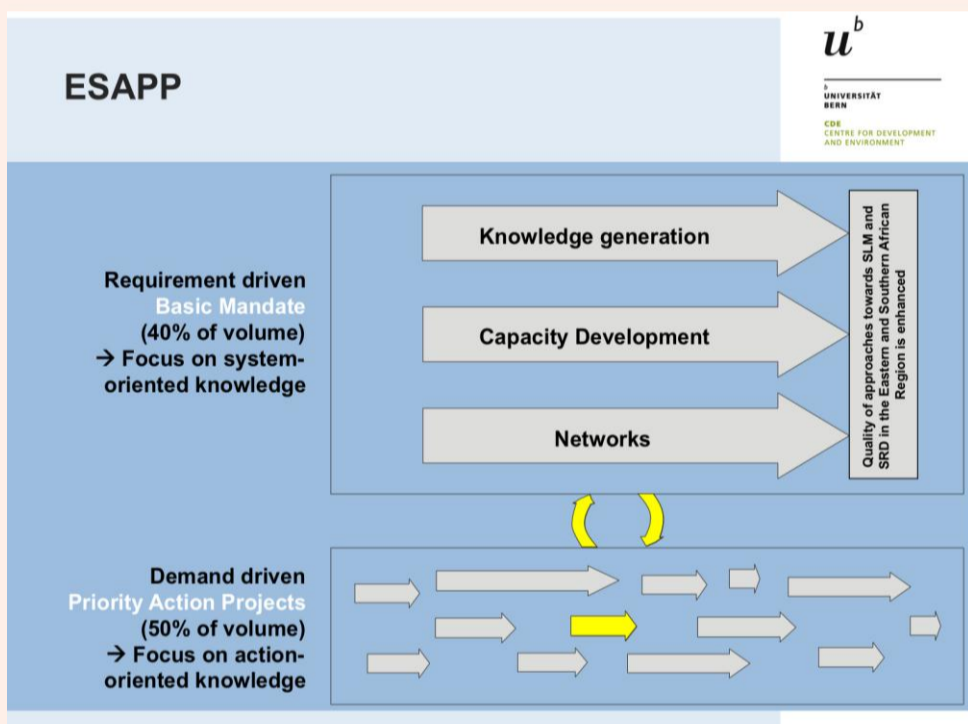 ESAPP
u^b
b
UNIVERSITÄT
BERN
CDE
CENTRE FOR DEVELOPMENT
AND ENVIRONMENT
Requirement driven
Basic Mandate
(40% of volume)
→ Focus on system-
oriented knowledge
Knowledge generation
Capacity Development
Networks
Quality of approaches towards SLM and
SRD in the Eastern and Southern African
Region is enhanced
Demand driven
Priority Action Projects
(50% of volume)
→ Focus on action-
oriented knowledge